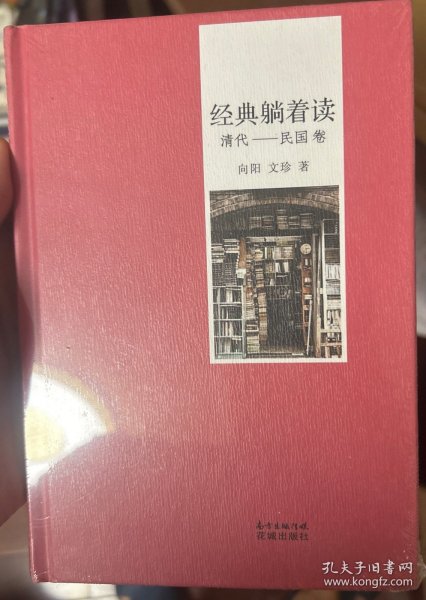 经典躺着读
清代——民国卷
向阳 文珍 著
南方出版传媒
花城出版社
孔夫子旧书网
www.kongfz.com